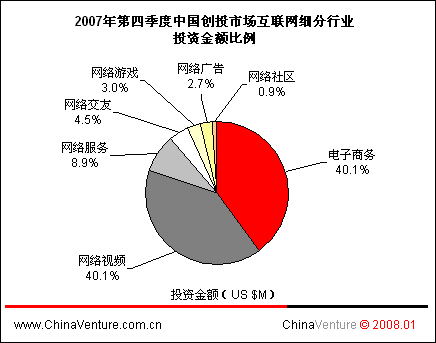 2007年第四季度中国创投市场互联网细分行业
投资金额比例
网络游戏
3.0%
网络广告
2.7%
网络社区
0.9%
网络交友
4.5%
网络服务
8.9%
电子商务
40.1%
网络视频
40.1%
投资金额（US $M）
www.ChinaVenture.com.cn
ChinaVenture © 2008.01